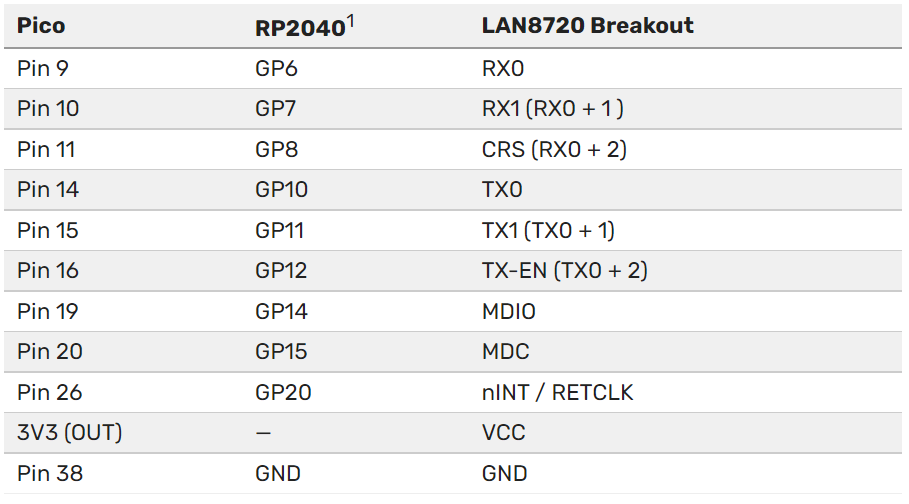 Pico RP2040¹ LAN8720 Breakout
Pin 9 GP6 RX0
Pin 10 GP7 RX1 (RX0 + 1 )
Pin 11 GP8 CRS (RX0 + 2)
Pin 14 GP10 TX0
Pin 15 GP11 TX1 (TX0 + 1)
Pin 16 GP12 TX-EN (TX0 + 2)
Pin 19 GP14 MDIO
Pin 20 GP15 MDC
Pin 26 GP20 nINT / RETCLK
3V3 (OUT) — VCC
Pin 38 GND GND